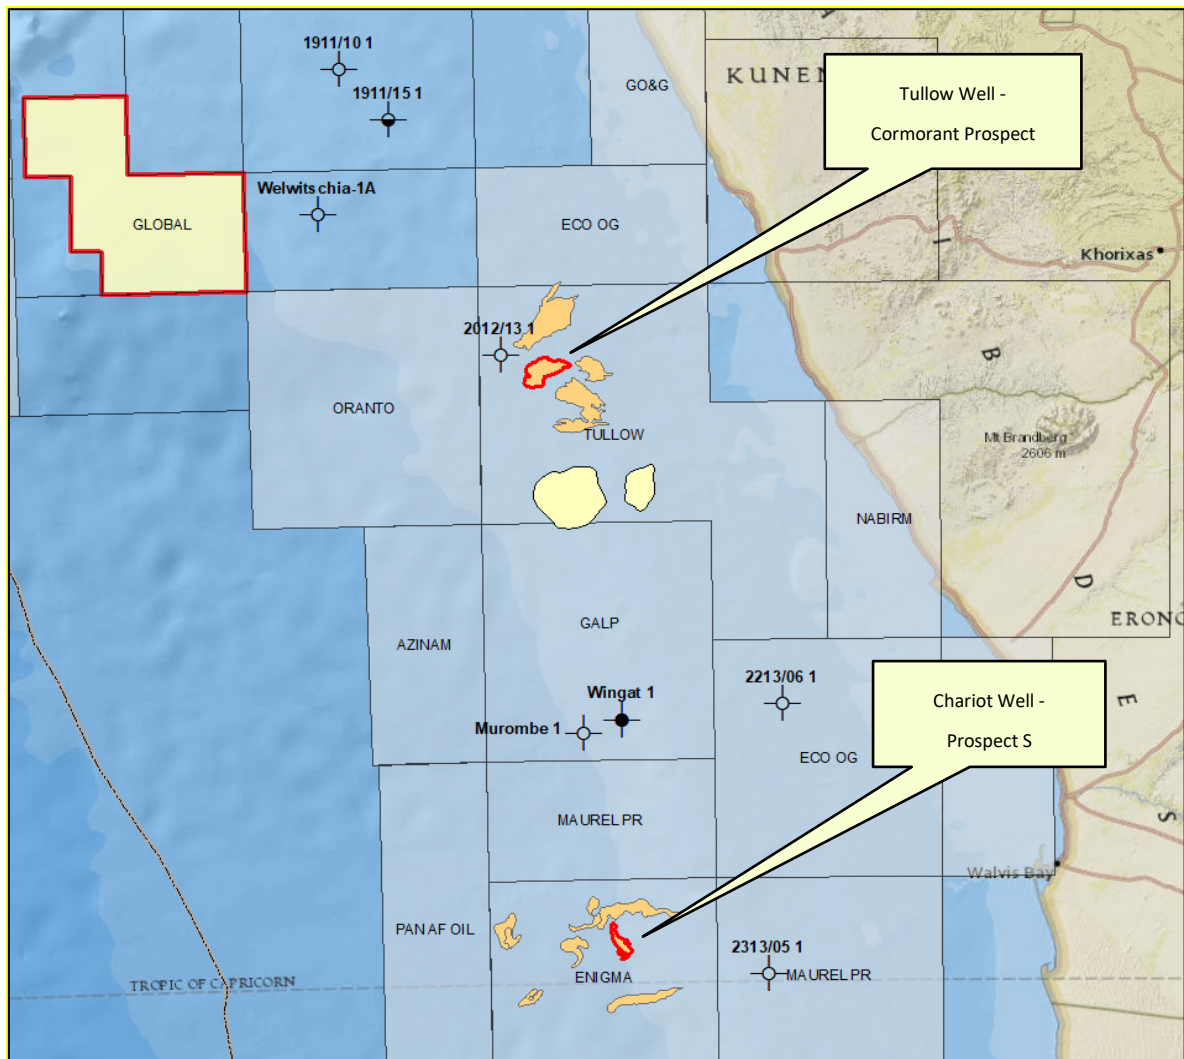 1911/10 1
GO&G
KUNEN
1911/15 1
Tullow Well -
Cormorant Prospect
Welwitschia-1A
GLOBAL
ECO OG
Khorixas
2012/13 1
ORANTO
TULLOW
B
Mt Brandberg
2606 m
NABIRM
D
ERONG
GALP
AZINAM
2213/06 1
Wingat 1
Murombe 1
E
Chariot Well -
Prospect S
ECO OG
MAUREL PR
S
Walvis Bay
PANAF OIL
2313/05 1
ENIGMA
MAUREL PR
TROPIC OF CAPRICORN